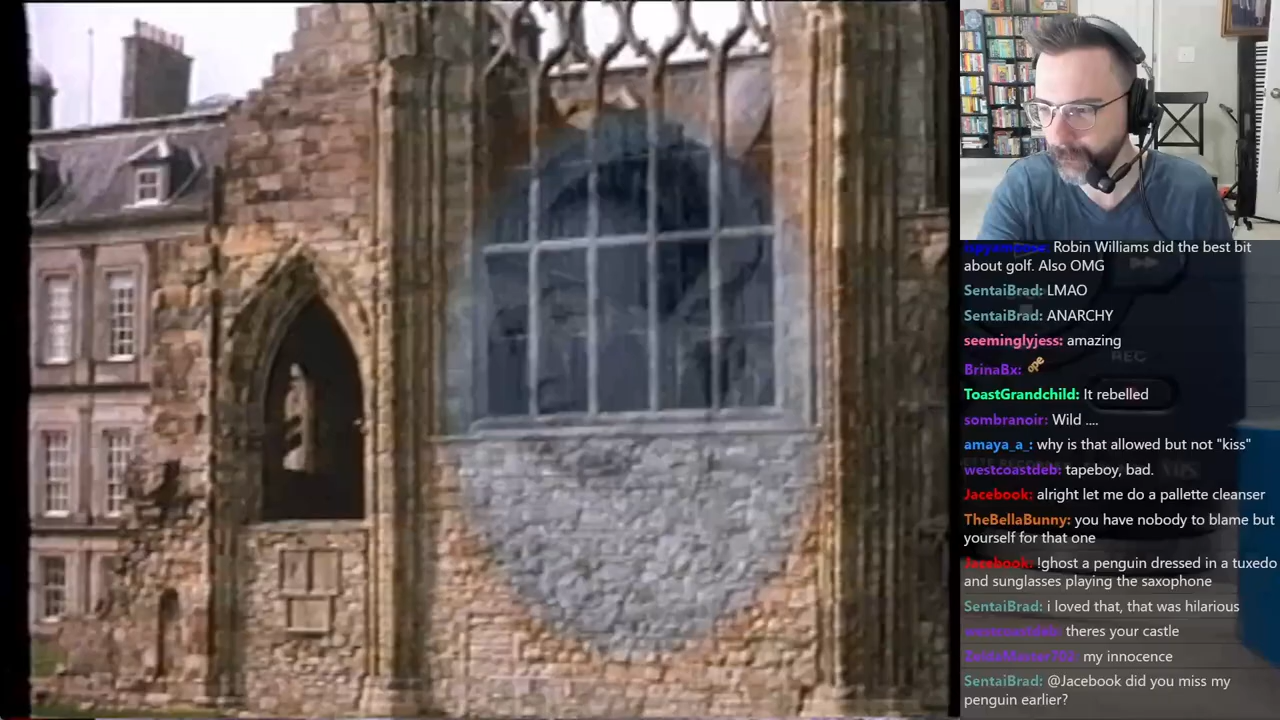 Robin Williams did the best bit
about golf. Also OMG
SentaiBrad: LMAO
SentaiBrad: ANARCHY
seeminglyjess: amazing
BrinaBx:
ToastGrandchild: It rebelled
sombranoir: Wild ....
amaya_a_: why is that allowed but not "kiss"
westcoastdeb: tapeboy, bad.
Jacebook: alright let me do a pallette cleanser
TheBellaBunny: you have nobody to blame but
yourself for that one
Jacebook: !ghost a penguin dressed in a tuxedo
and sunglasses playing the saxophone
SentaiBrad: i loved that, that was hilarious
westcoastdeb: theres your castle
ZeldaMaster702: my innocence
SentaiBrad: @Jacebook did you miss my
penguin earlier?
REC